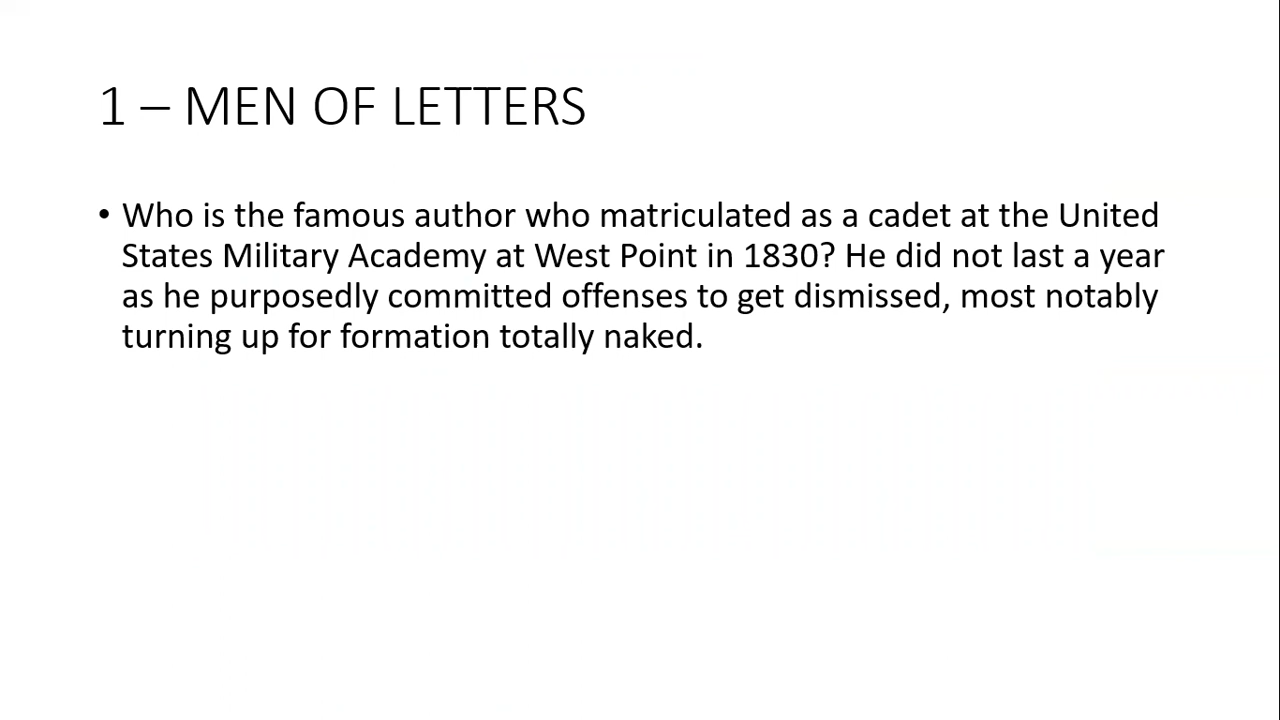 1 – MEN OF LETTERS
• Who is the famous author who matriculated as a cadet at the United
States Military Academy at West Point in 1830? He did not last a year
as he purposedly committed offenses to get dismissed, most notably
turning up for formation totally naked.